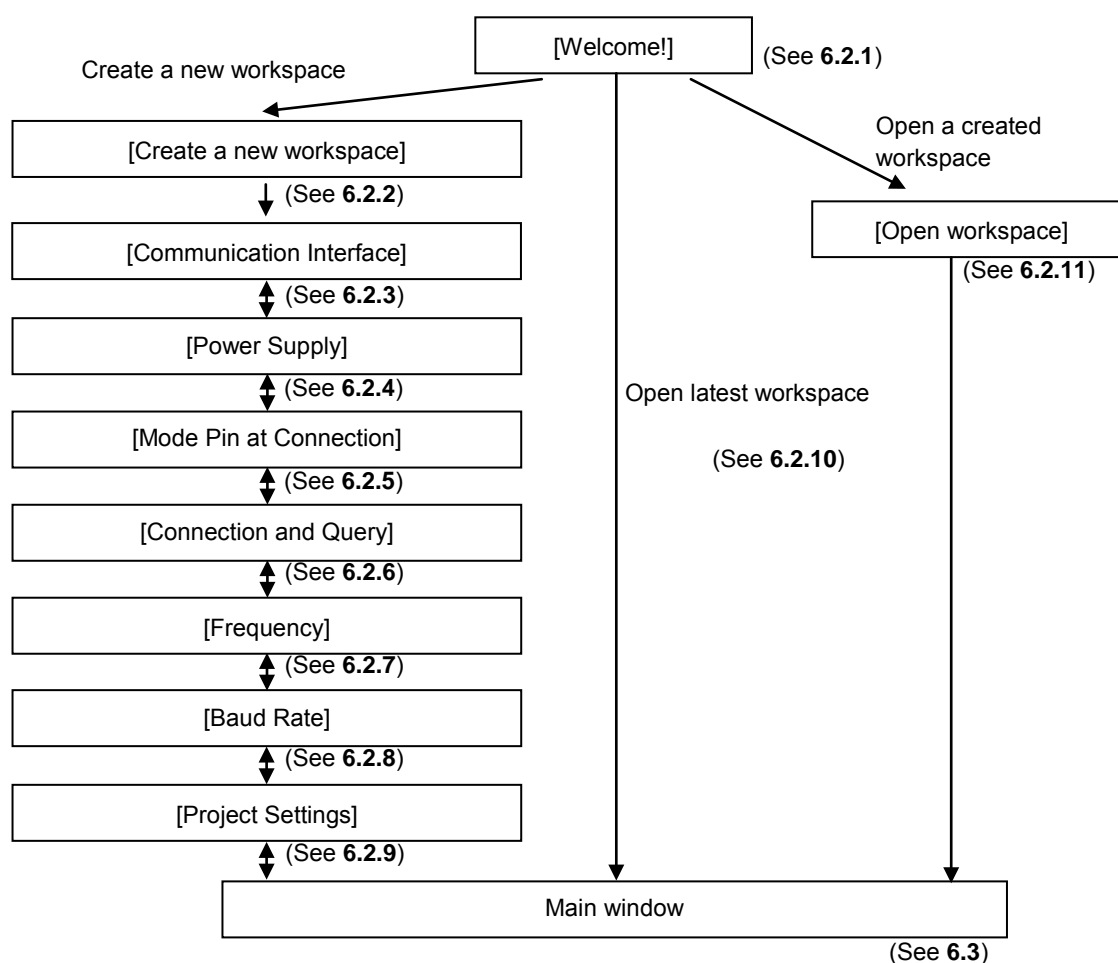 [Welcome!]
(See 6.2.1)
Create a new workspace
Open a created
workspace
[Create a new workspace]
(See 6.2.2)
[Open workspace]
(See 6.2.11)
[Communication Interface]
(See 6.2.3)
[Power Supply]
(See 6.2.4)
Open latest workspace
(See 6.2.10)
[Mode Pin at Connection]
(See 6.2.5)
[Connection and Query]
(See 6.2.6)
[Frequency]
(See 6.2.7)
[Baud Rate]
(See 6.2.8)
[Project Settings]
(See 6.2.9)
Main window
(See 6.3)